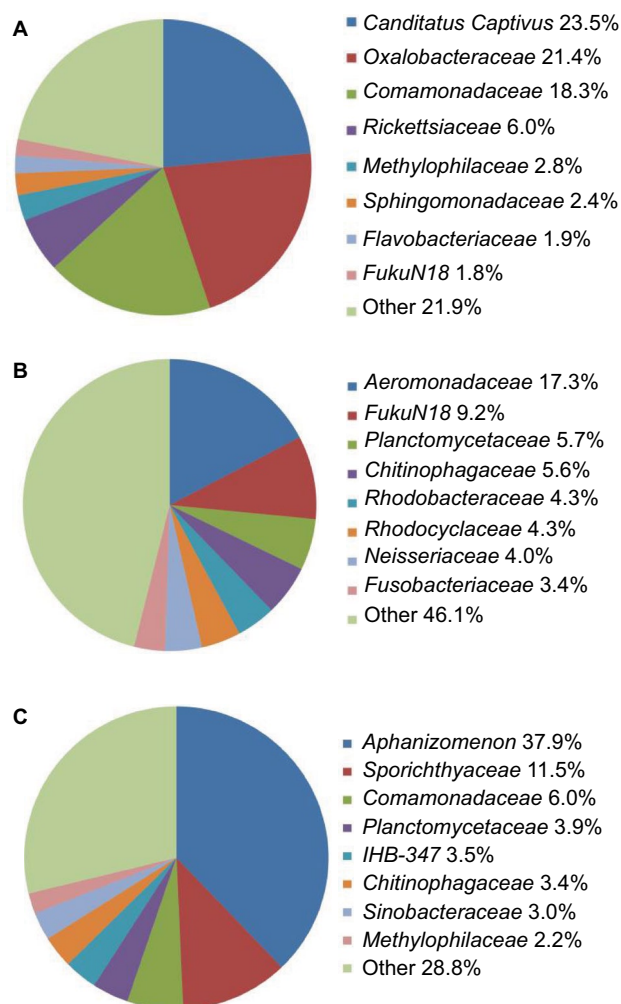 A
Canditatus Captivus 23.5%
Oxalobacteraceae 21.4%
Comamonadaceae 18.3%
Rickettsiaceae 6.0%
Methylophilaceae 2.8%
Sphingomonadaceae 2.4%
Flavobacteriaceae 1.9%
FukuN18 1.8%
Other 21.9%
B
Aeromonadaceae 17.3%
FukuN18 9.2%
Planctomycetaceae 5.7%
Chitinophagaceae 5.6%
Rhodobacteraceae 4.3%
Rhodocyclaceae 4.3%
Neisseriaceae 4.0%
Fusobacteriaceae 3.4%
Other 46.1%
C
Aphanizomenon 37.9%
Sporichthyaceae 11.5%
Comamonadaceae 6.0%
Planctomycetaceae 3.9%
IHB-347 3.5%
Chitinophagaceae 3.4%
Sinobacteraceae 3.0%
Methylophilaceae 2.2%
Other 28.8%